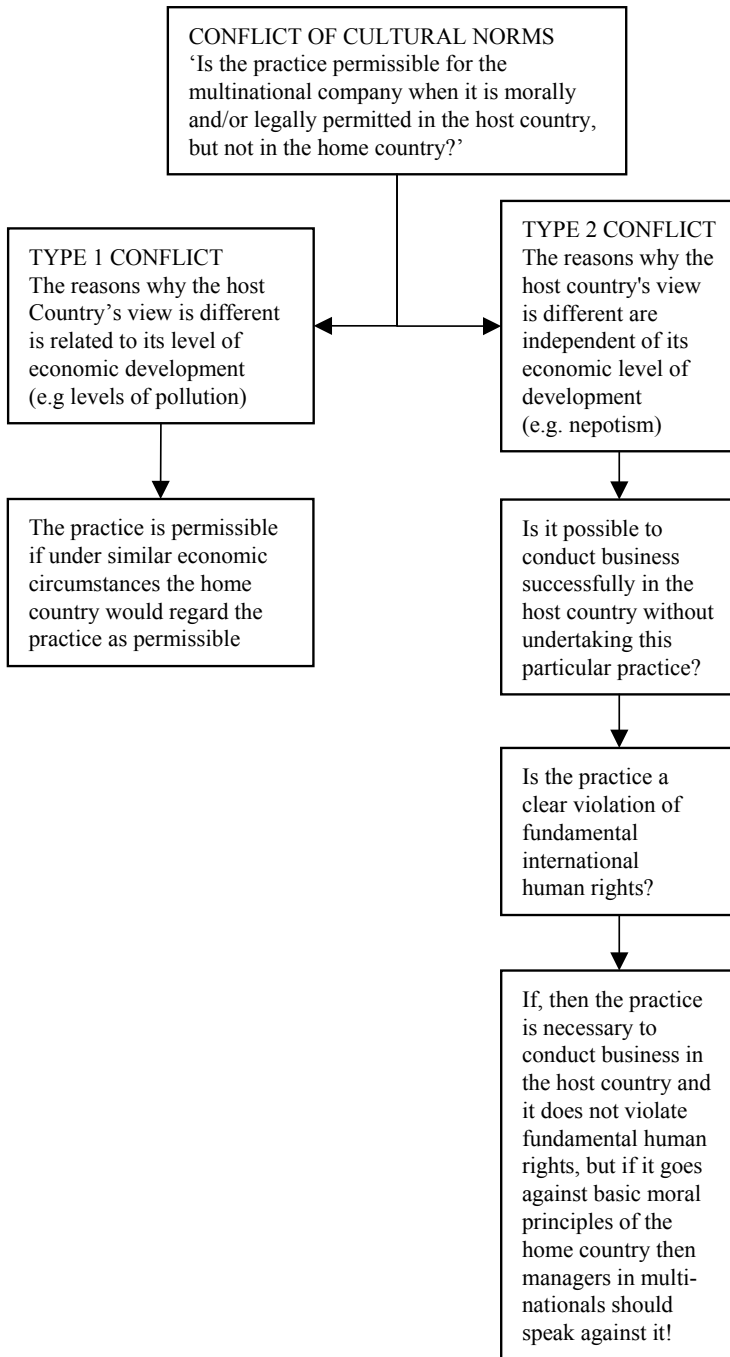 CONFLICT OF CULTURAL NORMS
‘Is the practice permissible for the
multinational company when it is morally
and/or legally permitted in the host country,
but not in the home country?’
TYPE 1 CONFLICT
The reasons why the host
Country’s view is different
is related to its level of
economic development
(e.g levels of pollution)
The practice is permissible
if under similar economic
circumstances the home
country would regard the
practice as permissible
TYPE 2 CONFLICT
The reasons why the
host country's view
is different are
independent of its
economic level of
development
(e.g. nepotism)
Is it possible to
conduct business
successfully in the
host country without
undertaking this
particular practice?
Is the practice a
clear violation of
fundamental
international
human rights?
If, then the practice
is necessary to
conduct business in
the host country and
it does not violate
fundamental human
rights, but if it goes
against basic moral
principles of the
home country then
managers in multi-
nationals should
speak against it!